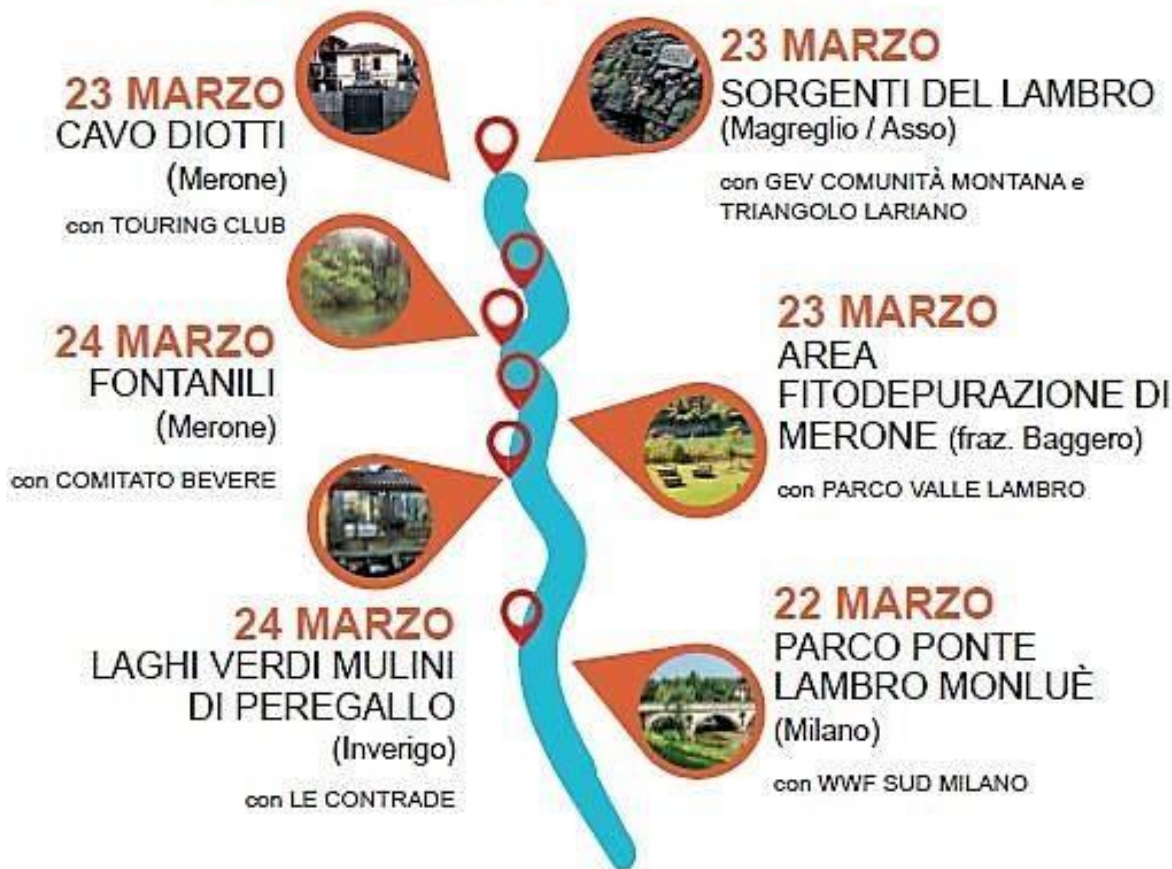 23 MARZO
CAVO DIOTTI
(Merone)
con TOURING CLUB
23 MARZO
SORGENTI DEL LAMBRO
(Magreglio / Asso)
con GEV COMUNITÀ MONTANA e
TRIANGOLO LARIANO
24 MARZO
FONTANILI
(Merone)
con COMITATO BEVERE
23 MARZO
AREA
FITODEPURAZIONE DI
MERONE (fraz. Baggero)
con PARCO VALLE LAMBRO
24 MARZO
LAGHI VERDI MULINI
DI PEREGALLO
(Inverigo)
con LE CONTRADE
22 MARZO
PARCO PONTE
LAMBRO MONLUÈ
(Milano)
con WWF SUD MILANO